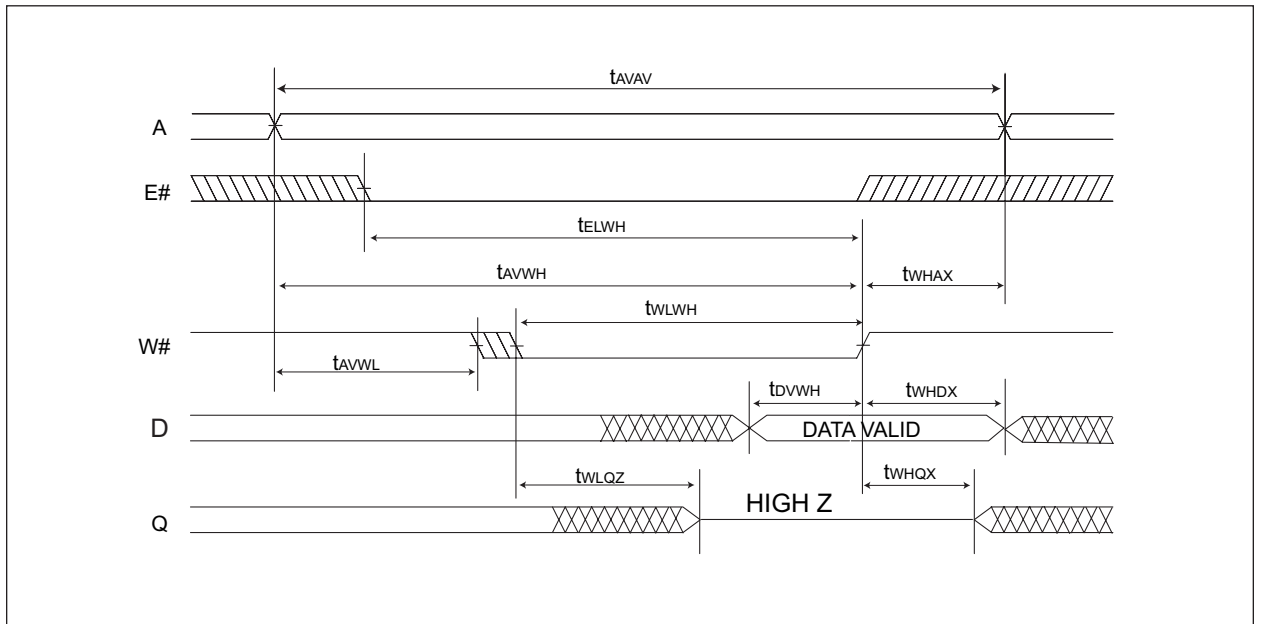 tAVAV
A
E#
tELWH
tAVWH
tWHAX
tWLWH
W#
tAVWL
tDVWH
tWHDX
D
DATA VALID
tWLQZ
tWHQX
HIGH Z
Q